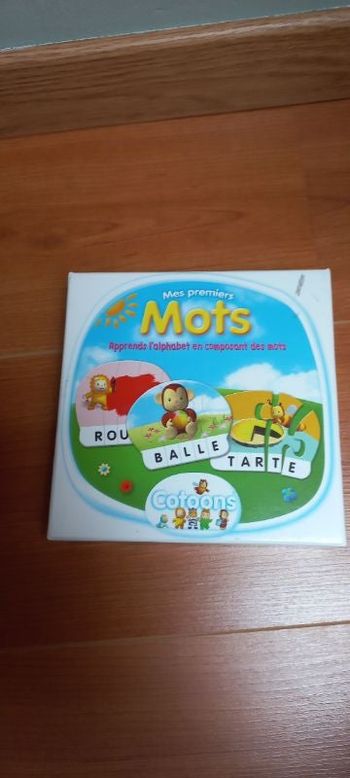 Mes premiers
Mots
Apprends l'alphabet en composant des mots
ROU
BALLE
TARTE
Cotoons